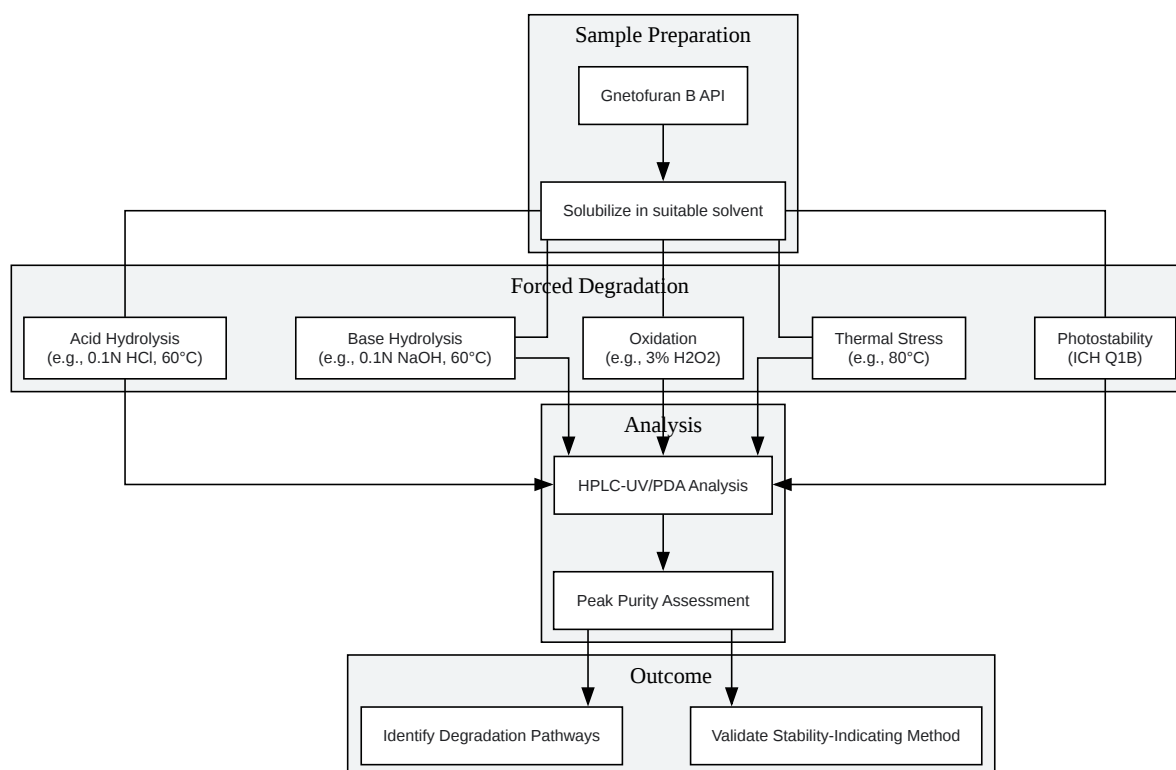 Sample Preparation
Gnetofuran B API
Solubilize in suitable solvent
Forced Degradation
Acid Hydrolysis
(e.g., 0.1N HCl, 60°C)
Base Hydrolysis
(e.g., 0.1N NaOH, 60°C)
Oxidation
(e.g., 3% H2O2)
Thermal Stress
(e.g., 80°C)
Photostability
(ICH Q1B)
Analysis
HPLC-UV/PDA Analysis
Peak Purity Assessment
Outcome
Identify Degradation Pathways
Validate Stability-Indicating Method